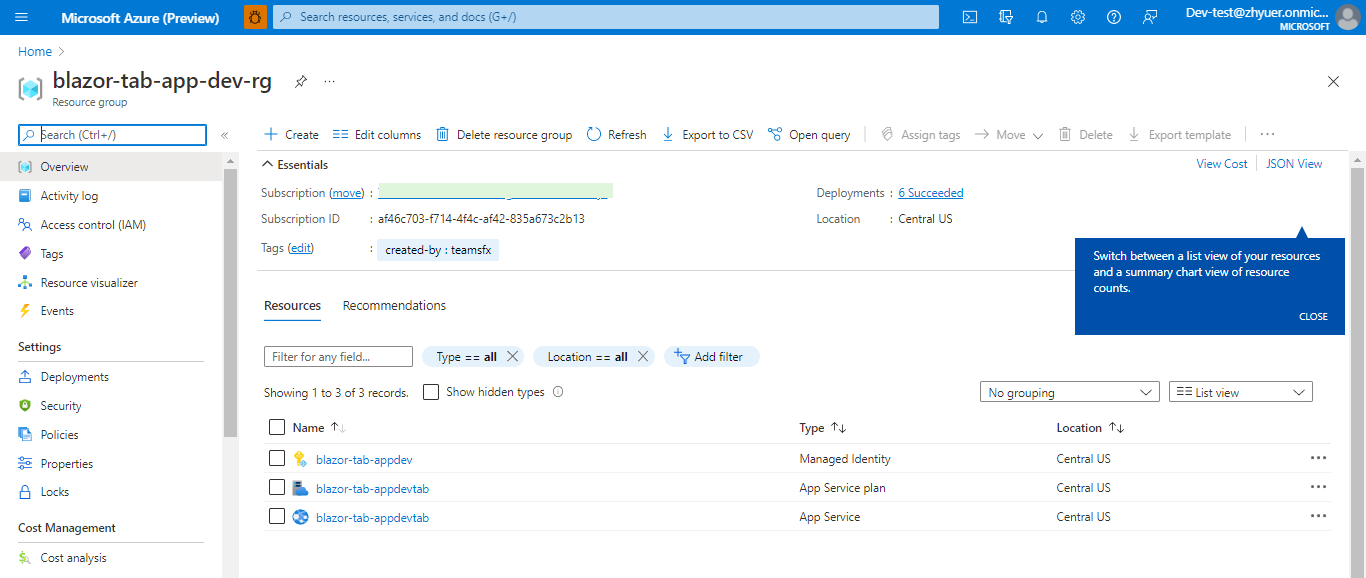 Microsoft Azure (Preview)
Search resources, services, and docs (G+/)
Dev-test@zhyuer.onmic...
MICROSOFT
Home
blazor-tab-app-dev-rg
Resource group
Search (Ctrl+/)
Overview
Activity log
Access control (IAM)
Tags
Resource visualizer
Events
Settings
Deployments
Security
Policies
Properties
Locks
Cost Management
Cost analysis
Create Edit columns Delete resource group Refresh Export to CSV Open query Assign tags Move Delete Export template
Essentials
View Cost JSON View
Subscription (move) :
Deployments : 6 Succeeded
Subscription ID : af46c703-f714-4f4c-af42-835a673c2b13
Location : Central US
Tags (edit) : created-by : teamsfx
Switch between a list view of your resources
and a summary chart view of resource
counts.
CLOSE
Resources Recommendations
Filter for any field... Type == all Location == all Add filter
Showing 1 to 3 of 3 records. Show hidden types No grouping List view
Name Type Location
blazor-tab-appdev Managed Identity Central US
blazor-tab-appdevtab App Service plan Central US
blazor-tab-appdevtab App Service Central US